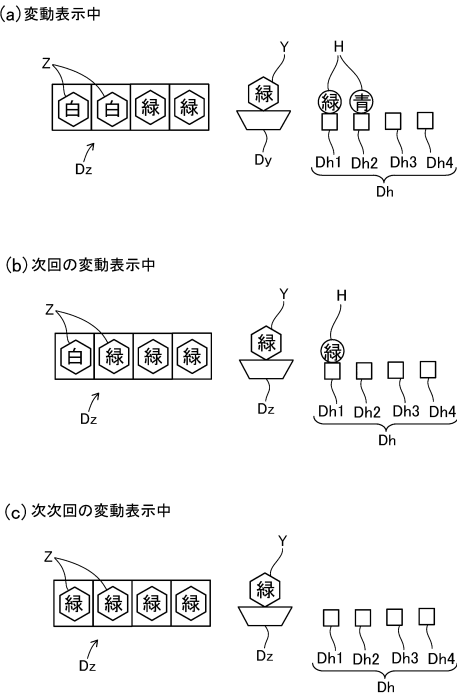 (a)変動表示中
Z Y H
白 白 緑 緑 緑 緑 青
Dz Dy Dh1 Dh2 Dh3 Dh4
Dh
(b)次回の変動表示中
Z Y H
白 緑 緑 緑 緑 緑
Dz Dz Dh1 Dh2 Dh3 Dh4
Dh
(c)次次回の変動表示中
Z Y
緑 緑 緑 緑 緑
Dz Dz Dh1 Dh2 Dh3 Dh4
Dh